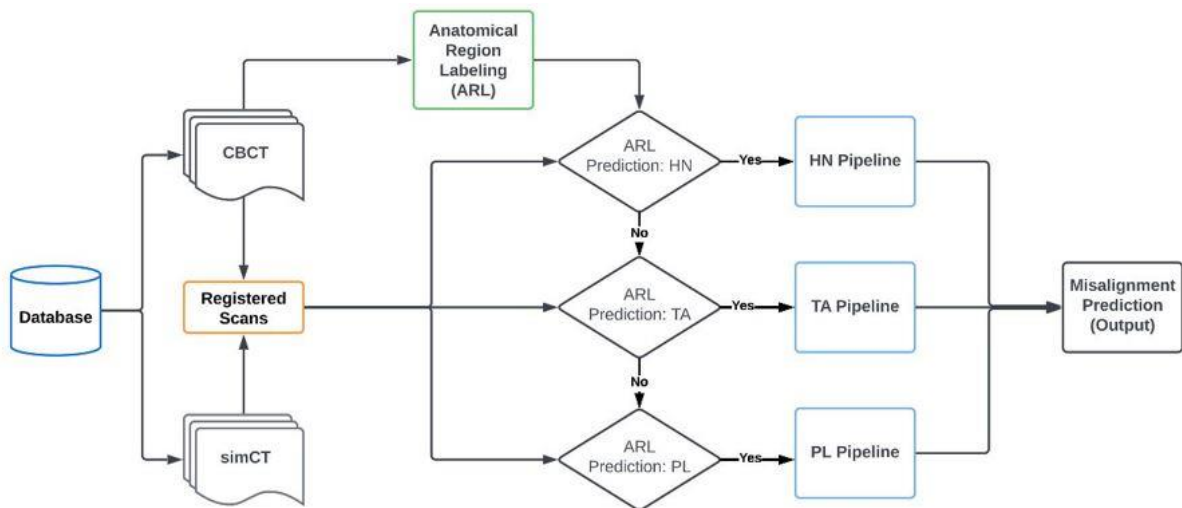 Anatomical
Region
Labeling
(ARL)
CBCT
ARL
Prediction: HN
Yes
HN Pipeline
No
Database
Registered
Scans
ARL
Prediction: TA
Yes
TA Pipeline
Misalignment
Prediction
(Output)
No
simCT
ARL
Prediction: PL
Yes
PL Pipeline